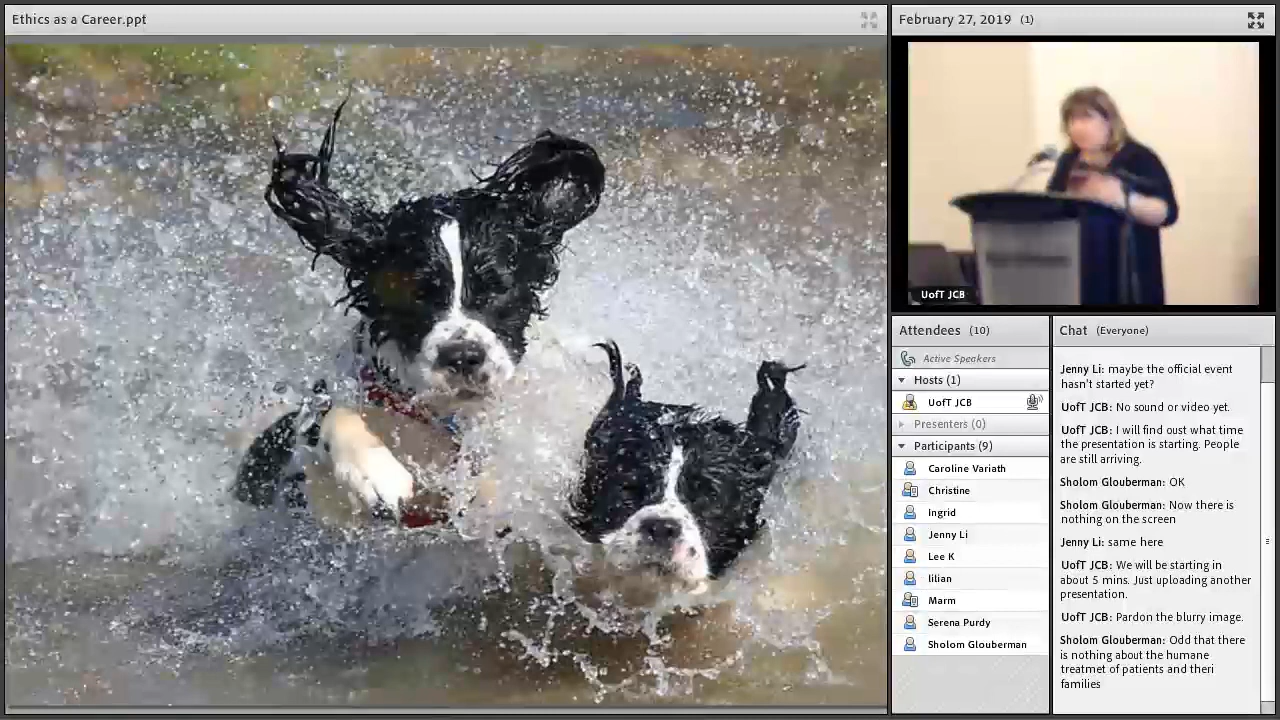 Ethics as a Career.ppt
February 27, 2019 (1)
UofT JCB
Attendees (10)
Active Speakers
Hosts (1)
UofT JCB
Presenters (0)
Participants (9)
Caroline Variath
Christine
Ingrid
Jenny Li
Lee K
lilian
Marm
Serena Purdy
Sholom Glouberman
Chat (Everyone)
Jenny Li: maybe the official event
hasn't started yet?
UofT JCB: No sound or video yet.
UofT JCB: I will find oust what time
the presentation is starting. People
are still arriving.
Sholom Glouberman: OK
Sholom Glouberman: Now there is
nothing on the screen
Jenny Li: same here
UofT JCB: We will be starting in
about 5 mins. Just uploading another
presentation.
UofT JCB: Pardon the blurry image.
Sholom Glouberman: Odd that there
is nothing about the humane
treatmet of patients and theri
families